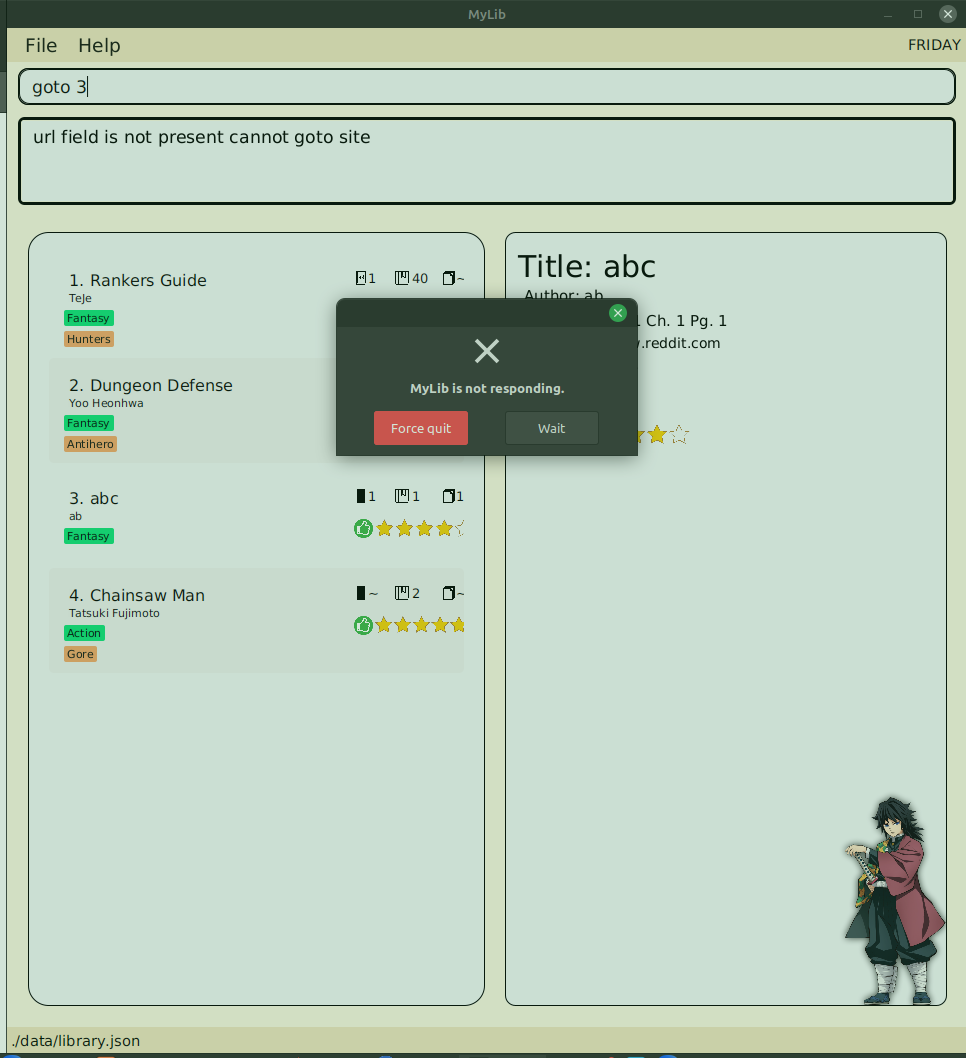 MyLib
File Help FRIDAY
goto 3
url field is not present cannot goto site
1. Rankers Guide 1 40 ~
TeJe
Fantasy
Hunters
2. Dungeon Defense
Yoo Heonhwa
Fantasy
Antihero
3. abc 1 1 1
ab
Fantasy
4. Chainsaw Man ~ 2 ~
Tatsuki Fujimoto
Action
Gore
Title: abc
Author: ab
Ch. 1 Pg. 1
.reddit.com
MyLib is not responding.
Force quit Wait
./data/library.json